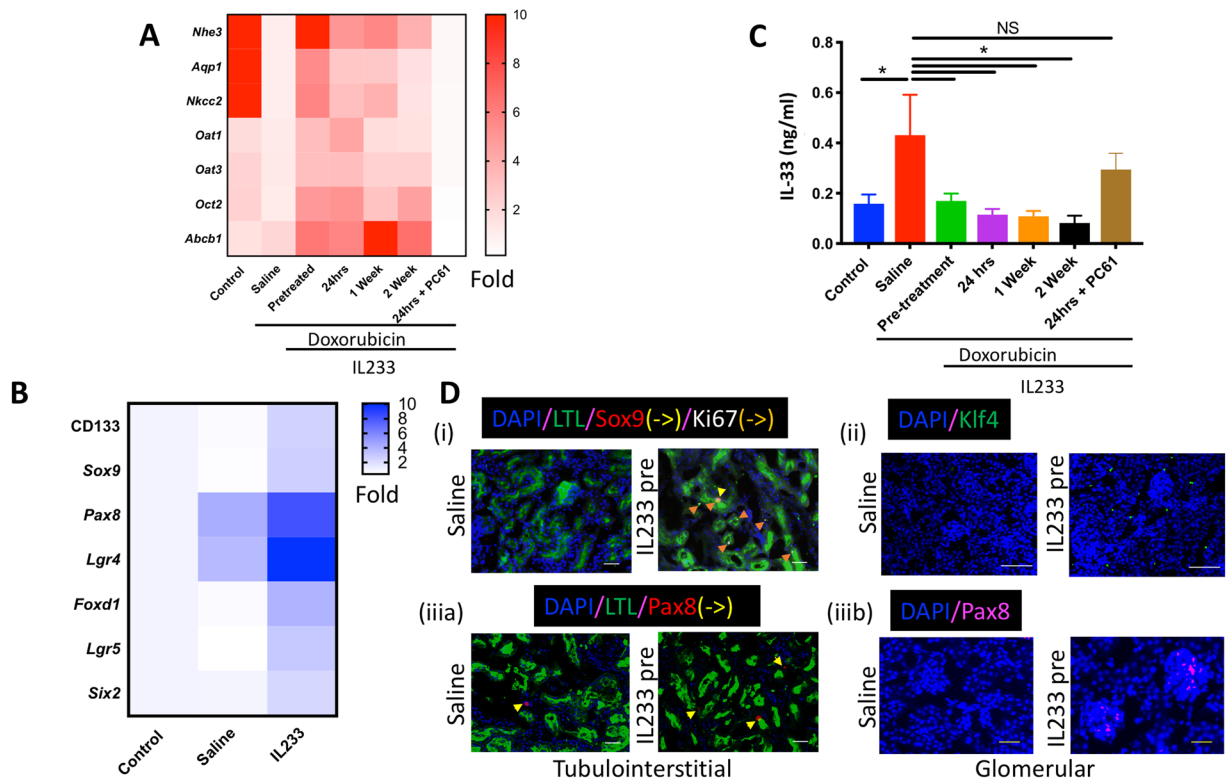 A
Nhe3
Aqp1
Nkcc2
Oat1
Oat3
Oct2
Abcb1
Control
Saline
Pretreated
24hrs
1 Week
2 Week
24hrs + PC61
Doxorubicin
IL233
10
8
6
4
2
Fold
C
NS
*
*
IL-33 (ng/ml)
0.8
0.6
0.4
0.2
0.0
Control
Saline
Pre-treatment
24 hrs
1 Week
2 Week
24hrs + PC61
Doxorubicin
IL233
B
CD133
Sox9
Pax8
Lgr4
Foxd1
Lgr5
Six2
Control
Saline
IL233
10
8
6
4
2
Fold
D
(i)
DAPI/LTL/Sox9(->)/Ki67(->)
Saline
IL233 pre
(ii)
DAPI/Klf4
Saline
IL233 pre
(iiia)
DAPI/LTL/Pax8(->)
Saline
IL233 pre
Tubulointerstitial
(iiib)
DAPI/Pax8
Saline
IL233 pre
Glomerular